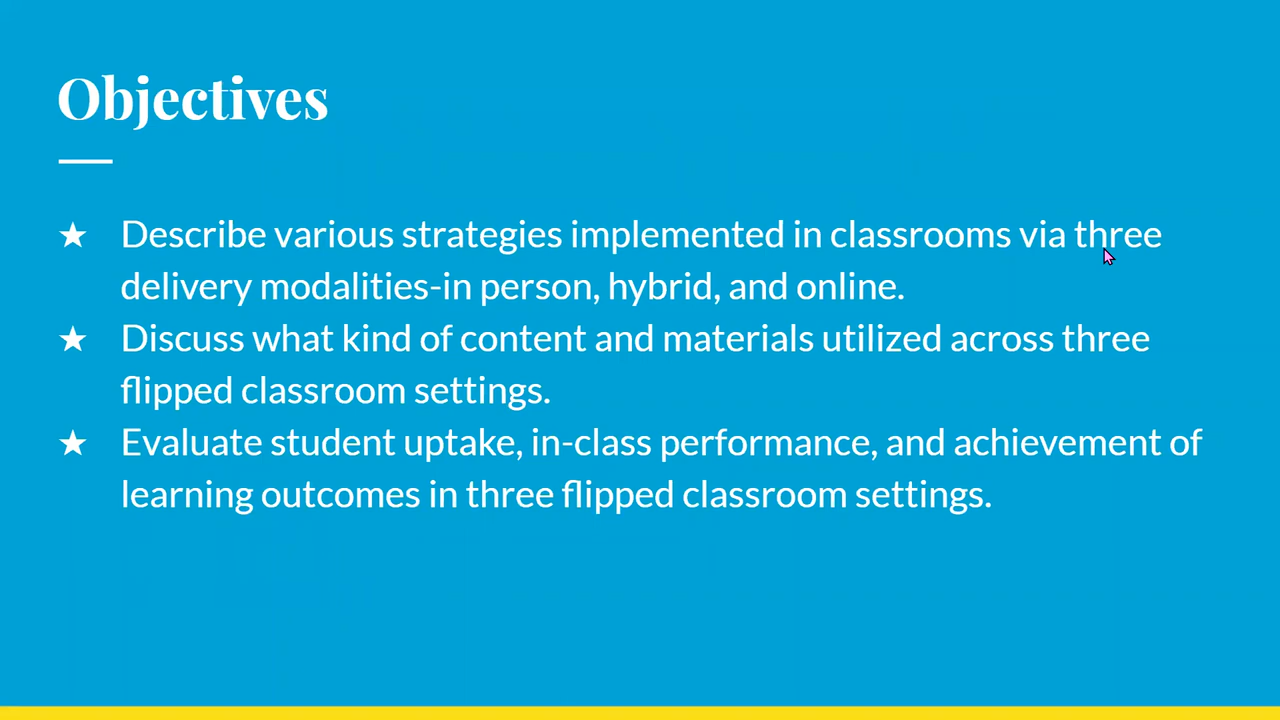 Objectives
★ Describe various strategies implemented in classrooms via three
delivery modalities-in person, hybrid, and online.
★ Discuss what kind of content and materials utilized across three
flipped classroom settings.
★ Evaluate student uptake, in-class performance, and achievement of
learning outcomes in three flipped classroom settings.